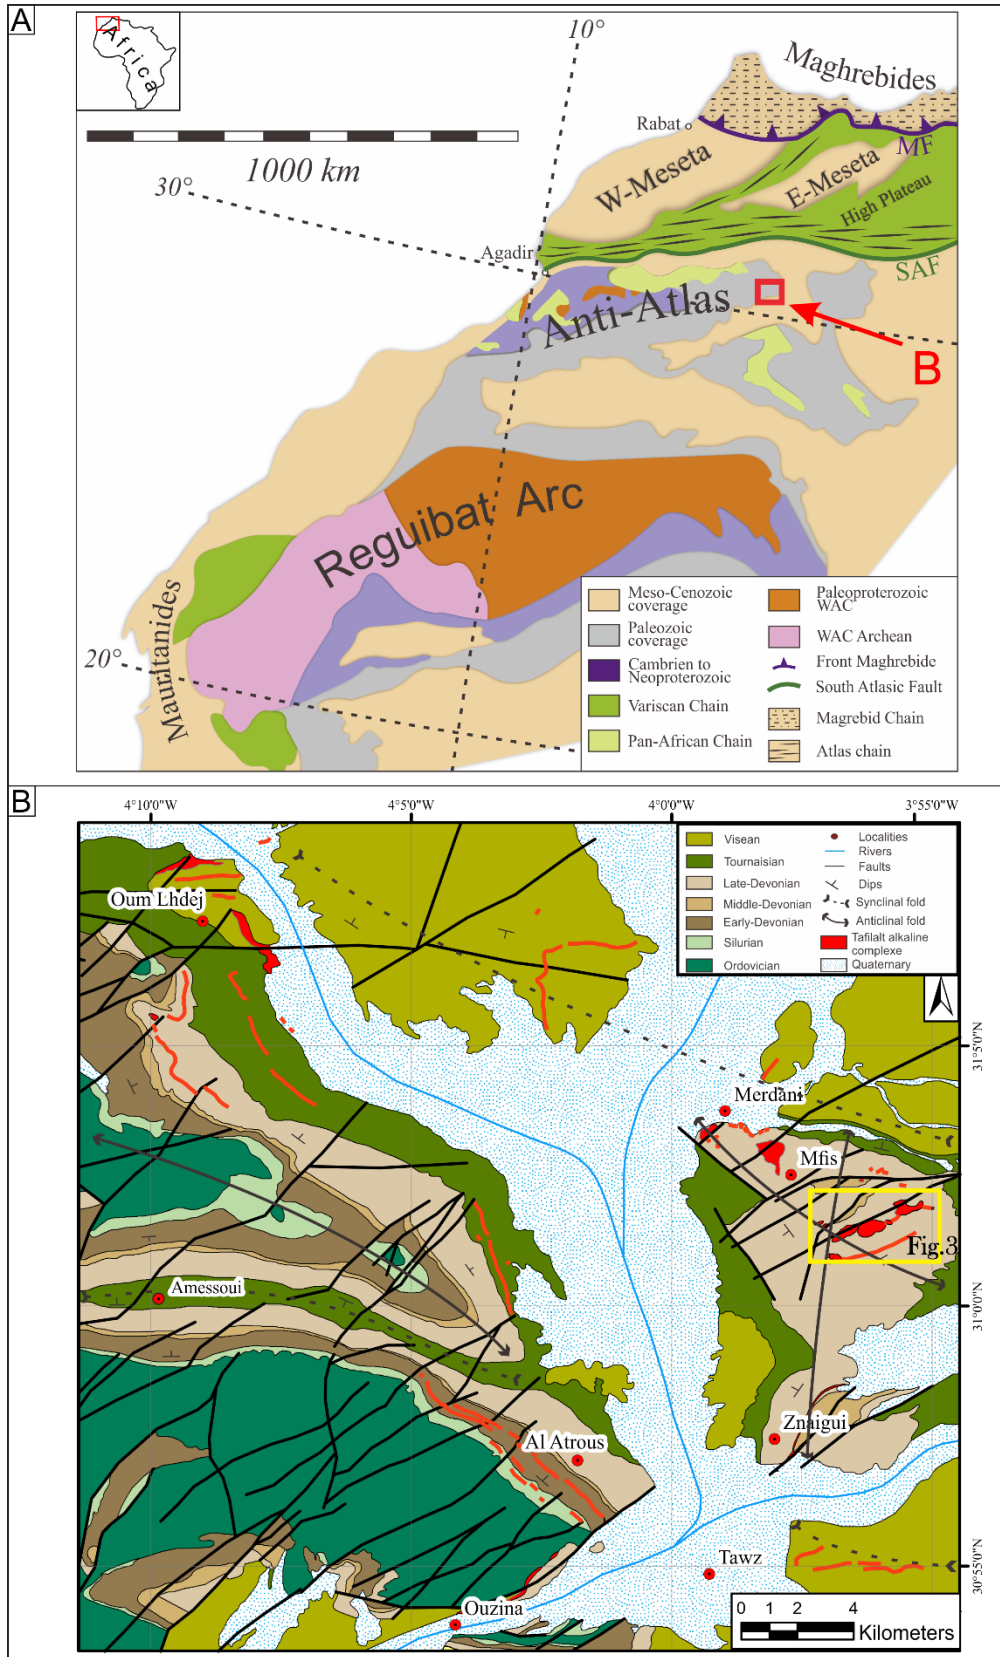 A
Africa
10°
Maghrebides
Rabat
MF
1000 km
W-Meseta
E-Meseta
30°
High Plateau
Agadir
SAF
Anti-Atlas
B
Reguibat Arc
Mauritanides
20°
Meso-Cenozoic
coverage
Paleozoic
coverage
Cambrien to
Neoproterozoic
Variscan Chain
Pan-African Chain
Paleoproterozoic
WAC
WAC Archean
Front Maghrebide
South Atlasic Fault
Magrebid Chain
Atlas chain
B
4°10'0"W
4°5'0"W
4°0'0"W
3°55'0"W
Visean
Tournaisian
Late-Devonian
Middle-Devonian
Early-Devonian
Silurian
Ordovician
Localities
Rivers
Faults
Dips
Synclinal fold
Anticlinal fold
Tafilalt alkaline
complexe
Quaternary
Oum Lhdej
31°5'0"N
Merdani
Mfis
Fig.3
Amessoui
31°0'0"N
Znaigui
Al Atrous
Tawz
30°55'0"N
Ouzina
0 1 2 4
Kilometers